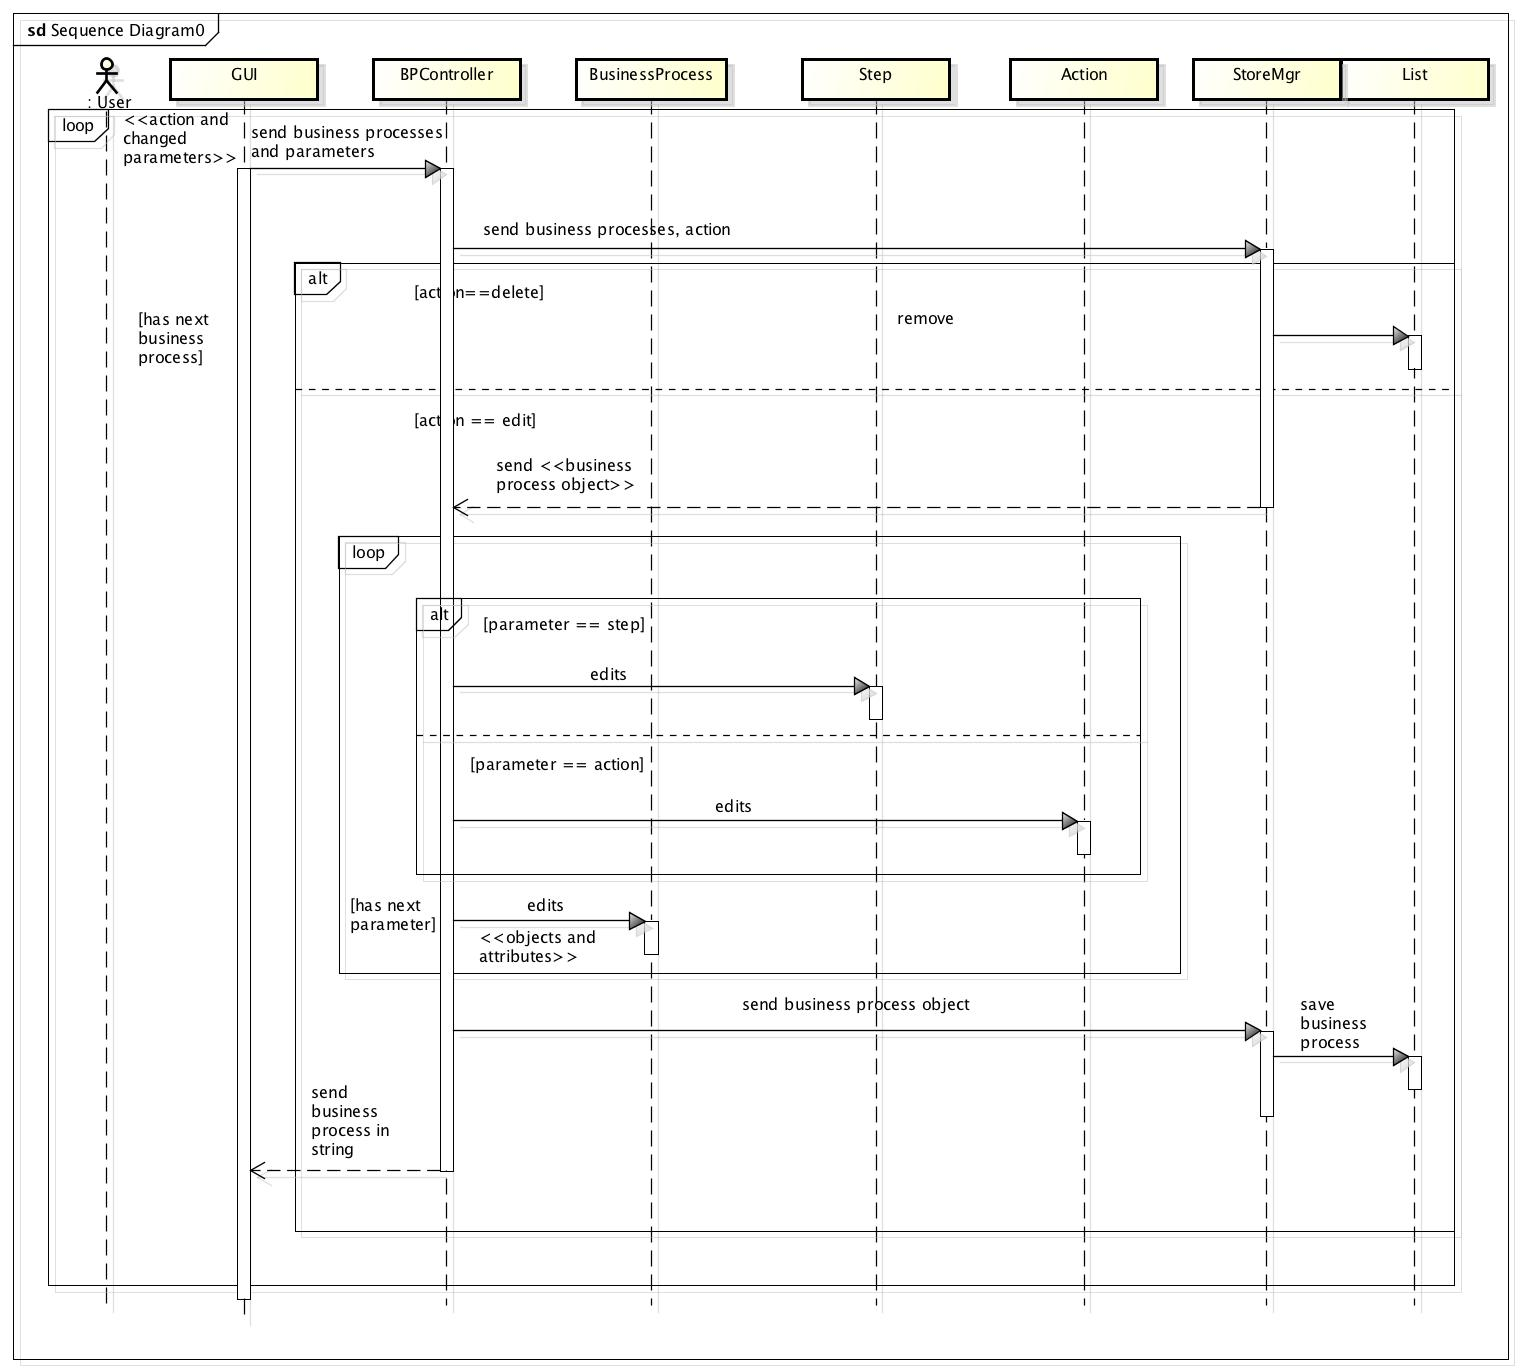 sd Sequence Diagram0
GUI
BPController
BusinessProcess
Step
Action
StoreMgr
List
: User
loop
<<action and
changed
parameters>>
send business processes
and parameters
send business processes, action
alt
[action==delete]
[has next
business
process]
remove
[action == edit]
send <<business
process object>>
loop
alt
[parameter == step]
edits
[parameter == action]
edits
[has next
parameter]
edits
<<objects and
attributes>>
send business process object
save
business
process
send
business
process in
string